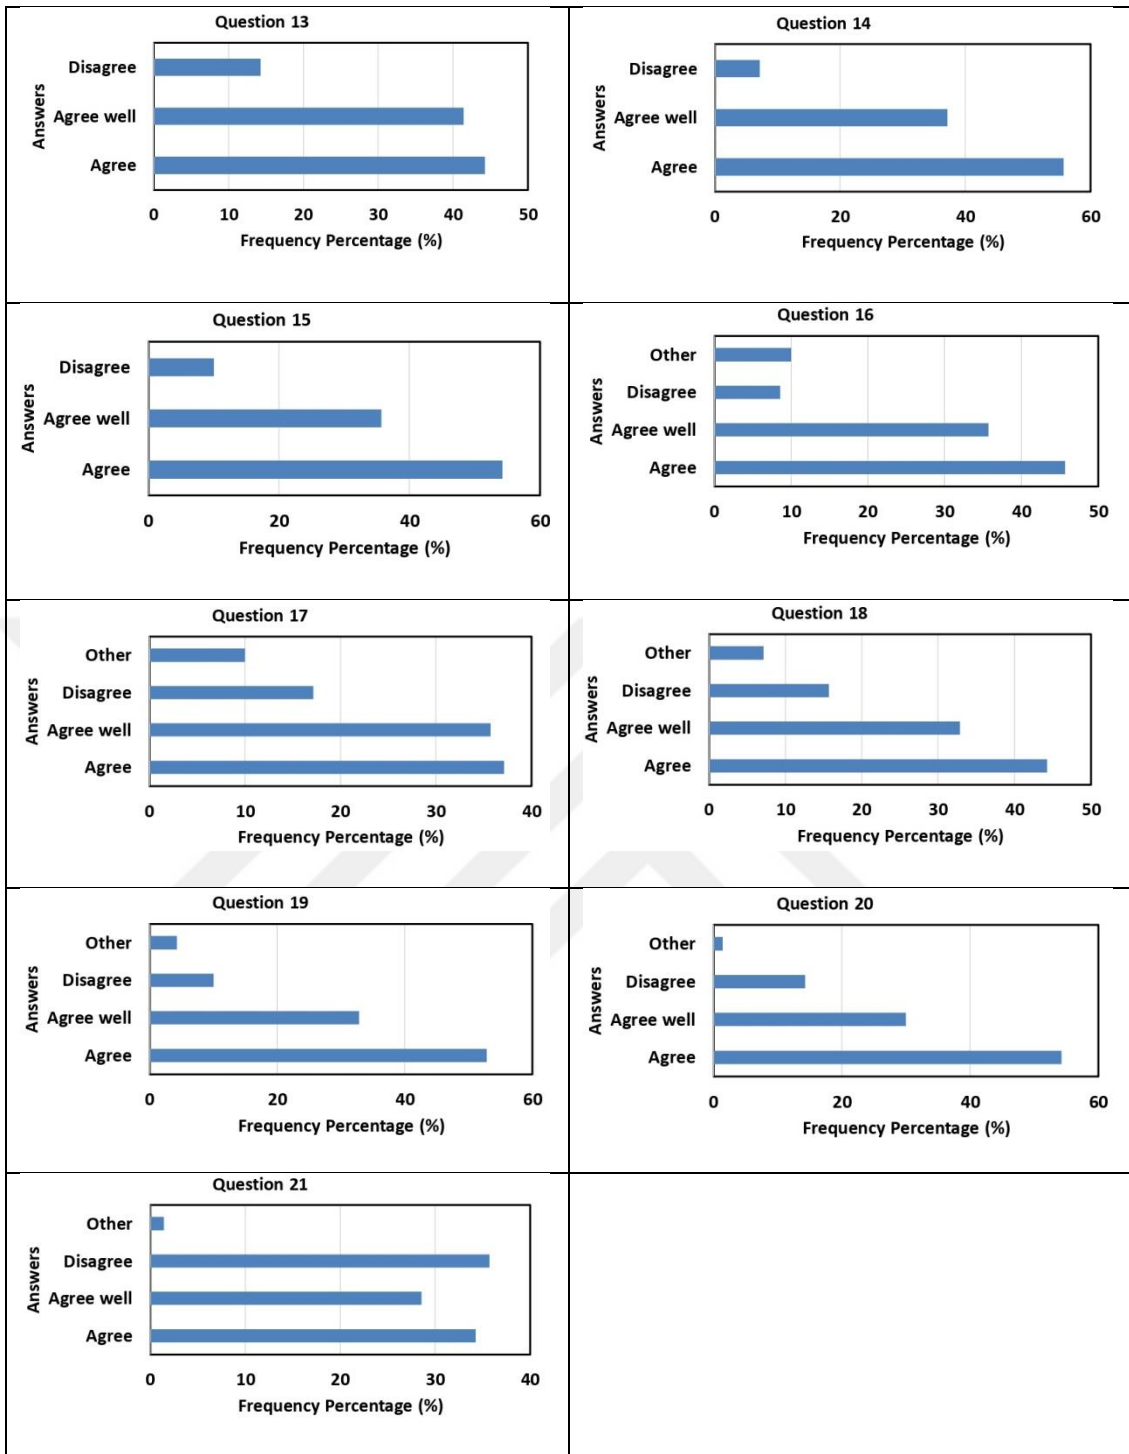 Question 13
Answers
Disagree
Agree well
Agree
0 10 20 30 40 50
Frequency Percentage (%)
Question 14
Answers
Disagree
Agree well
Agree
0 20 40 60
Frequency Percentage (%)
Question 15
Answers
Disagree
Agree well
Agree
0 20 40 60
Frequency Percentage (%)
Question 16
Answers
Other
Disagree
Agree well
Agree
0 10 20 30 40 50
Frequency Percentage (%)
Question 17
Answers
Other
Disagree
Agree well
Agree
0 10 20 30 40
Frequency Percentage (%)
Question 18
Answers
Other
Disagree
Agree well
Agree
0 10 20 30 40 50
Frequency Percentage (%)
Question 19
Answers
Other
Disagree
Agree well
Agree
0 20 40 60
Frequency Percentage (%)
Question 20
Answers
Other
Disagree
Agree well
Agree
0 20 40 60
Frequency Percentage (%)
Question 21
Answers
Other
Disagree
Agree well
Agree
0 10 20 30 40
Frequency Percentage (%)